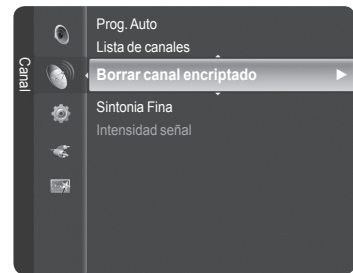 Canal
Prog. Auto
Lista de canales
Borrar canal encriptado
Sintonia Fina
Intensidad señal